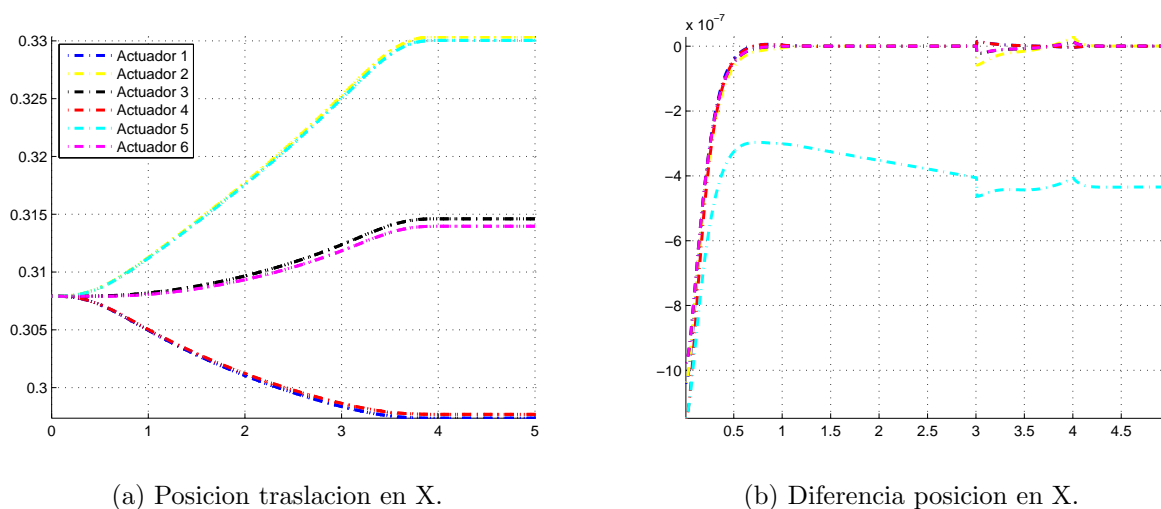 0.33
0.325
0.32
0.315
0.31
0.305
0.3
0 1 2 3 4 5
Actuador 1
Actuador 2
Actuador 3
Actuador 4
Actuador 5
Actuador 6
(a) Posicion traslacion en X.
x 10⁻⁷
0
−2
−4
−6
−8
−10
0.5 1 1.5 2 2.5 3 3.5 4 4.5
(b) Diferencia posicion en X.